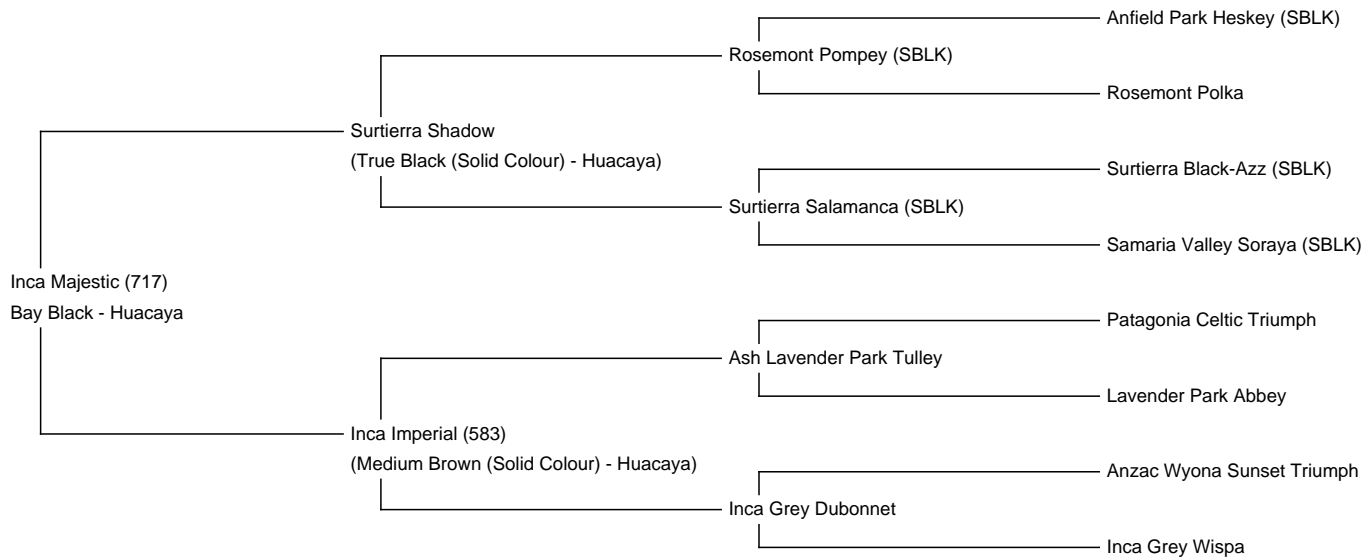 Anfield Park Heskey (SBLK)
Rosemont Pompey (SBLK)
Rosemont Polka
Surtierra Shadow
(True Black (Solid Colour) - Huacaya)
Surtierra Black-Azz (SBLK)
Surtierra Salamanca (SBLK)
Samaria Valley Soraya (SBLK)
Inca Majestic (717)
Bay Black - Huacaya
Patagonia Celtic Triumph
Ash Lavender Park Tulley
Lavender Park Abbey
Inca Imperial (583)
(Medium Brown (Solid Colour) - Huacaya)
Anzac Wyona Sunset Triumph
Inca Grey Dubonnet
Inca Grey Wispa